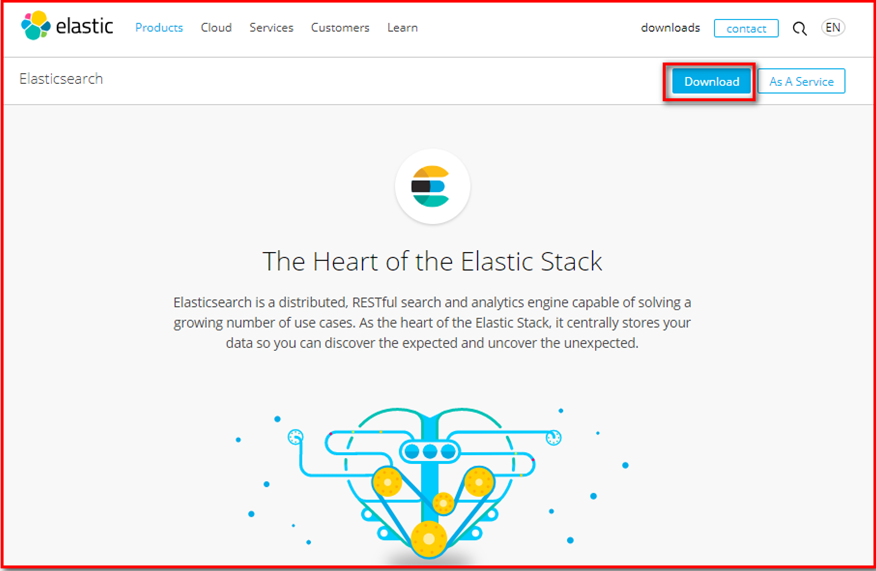 elastic Products Cloud Services Customers Learn downloads contact EN
Elasticsearch Download As A Service
The Heart of the Elastic Stack
Elasticsearch is a distributed, RESTful search and analytics engine capable of solving a
growing number of use cases. As the heart of the Elastic Stack, it centrally stores your
data so you can discover the expected and uncover the unexpected.